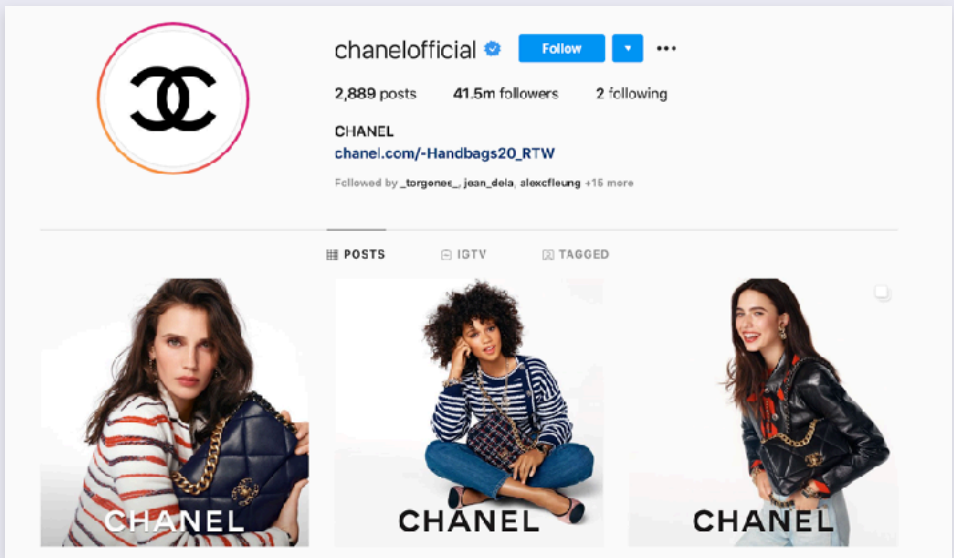 chanelofficial Follow
2,889 posts 41.5m followers 2 following
CHANEL
chanel.com/-Handbags20_RTW
Followed by _torgones_, jean_dela, alexcfleung +15 more
POSTS IGTV TAGGED
CHANEL CHANEL CHANEL